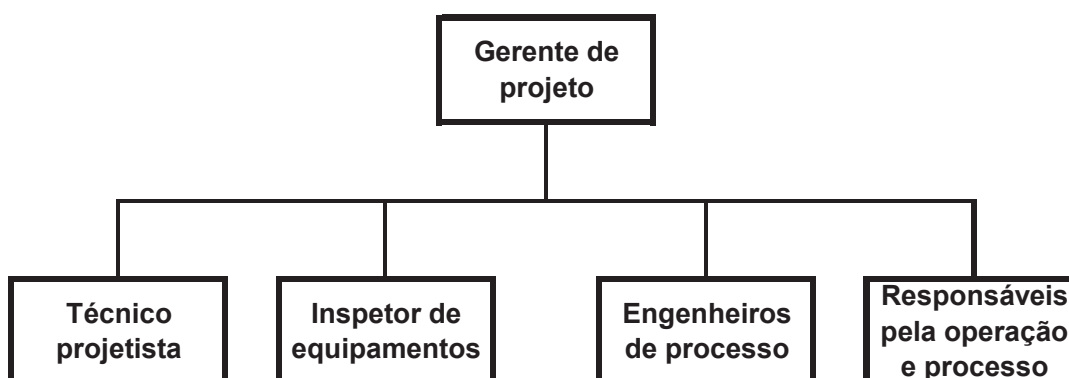 Gerente de
projeto
Técnico
projetista
Inspetor de
equipamentos
Engenheiros
de processo
Responsáveis
pela operação
e processo